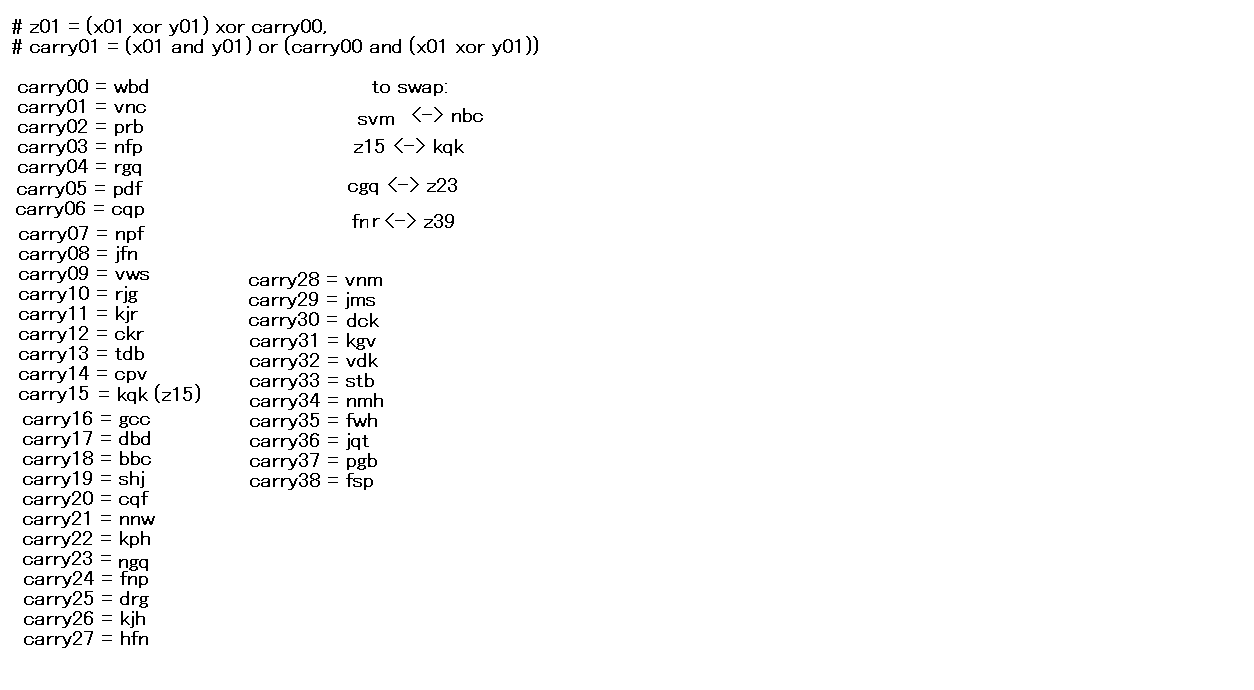 # z01 = (x01 xor y01) xor carry00,
# carry01 = (x01 and y01) or (carry00 and (x01 xor y01))
carry00 = wbd
carry01 = vnc
carry02 = prb
carry03 = nfp
carry04 = rgq
carry05 = pdf
carry06 = cqp
carry07 = npf
carry08 = jfn
carry09 = vws
carry10 = rjg
carry11 = kjr
carry12 = ckr
carry13 = tdb
carry14 = cpv
carry15 = kqk (z15)
carry16 = gcc
carry17 = dbd
carry18 = bbc
carry19 = shj
carry20 = cqf
carry21 = nnw
carry22 = kph
carry23 = ngq
carry24 = fnp
carry25 = drg
carry26 = kjh
carry27 = hfn
to swap:
svm <-> nbc
z15 <-> kqk
cgq <-> z23
fnr <-> z39
carry28 = vnm
carry29 = jms
carry30 = dck
carry31 = kgv
carry32 = vdk
carry33 = stb
carry34 = nmh
carry35 = fwh
carry36 = jqt
carry37 = pgb
carry38 = fsp